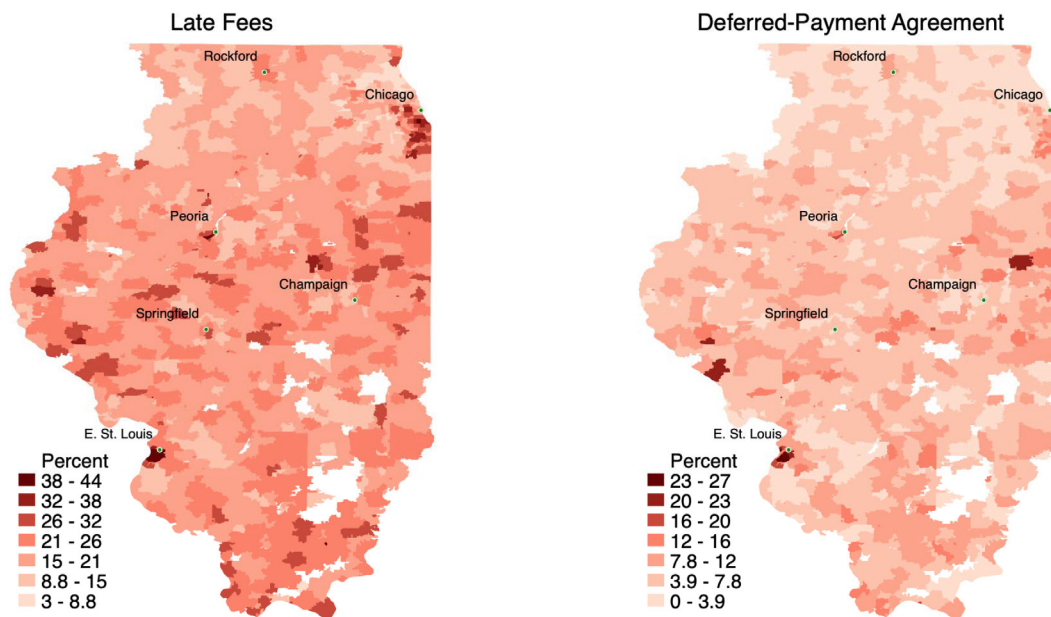 Late Fees
Rockford
Chicago
Peoria
Champaign
Springfield
E. St. Louis
Percent
38 - 44
32 - 38
26 - 32
21 - 26
15 - 21
8.8 - 15
3 - 8.8
Deferred-Payment Agreement
Rockford
Chicago
Peoria
Champaign
Springfield
E. St. Louis
Percent
23 - 27
20 - 23
16 - 20
12 - 16
7.8 - 12
3.9 - 7.8
0 - 3.9